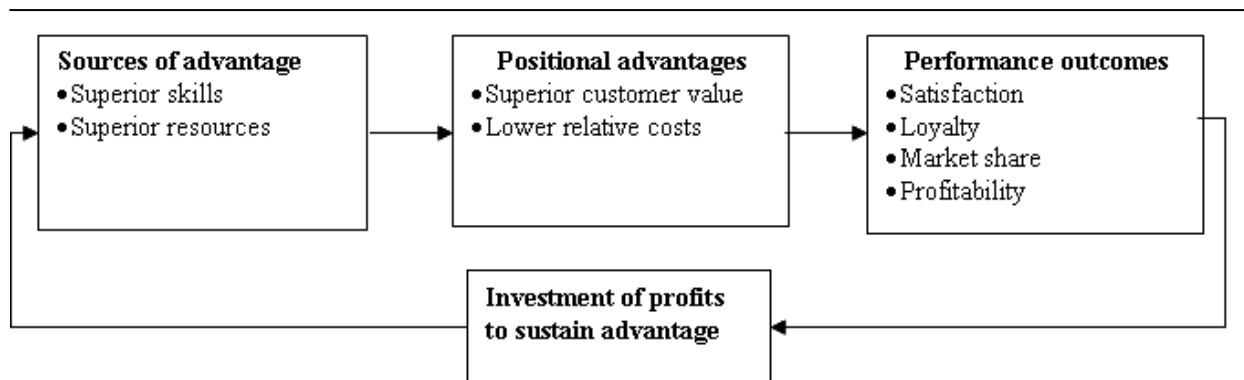 Sources of advantage
•Superior skills
•Superior resources
Positional advantages
•Superior customer value
•Lower relative costs
Performance outcomes
•Satisfaction
•Loyalty
•Market share
•Profitability
Investment of profits
to sustain advantage